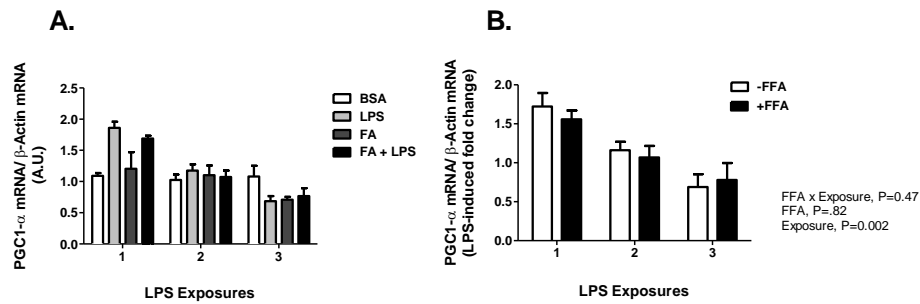 A.
PGC1-α mRNA/ β-Actin mRNA
(A.U.)
2.5
2.0
1.5
1.0
0.5
0.0
1
2
3
LPS Exposures
BSA
LPS
FA
FA + LPS
B.
PGC1-α mRNA/ β-Actin mRNA
(LPS-induced fold change)
2.0
1.5
1.0
0.5
0.0
1
2
3
LPS Exposures
-FFA
+FFA
FFA x Exposure, P=0.47
FFA, P=.82
Exposure, P=0.002